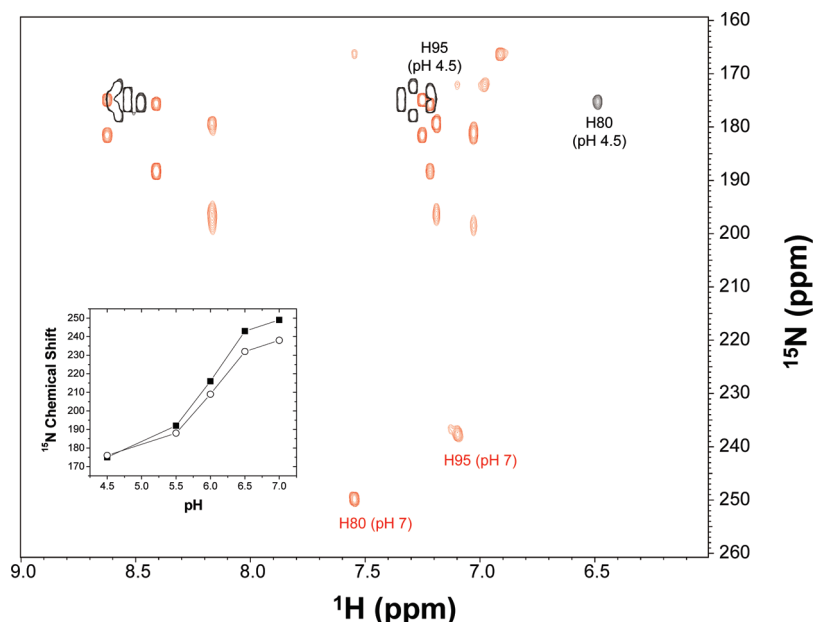 160
H95
(pH 4.5)
170
H80
(pH 4.5)
180
190
200
210
220
230
240
250
260
¹⁵N (ppm)
250
240
230
220
210
200
190
180
170
¹⁵N Chemical Shift
4.5 5.0 5.5 6.0 6.5 7.0
pH
H95 (pH 7)
H80 (pH 7)
9.0 8.5 8.0 7.5 7.0 6.5
¹H (ppm)